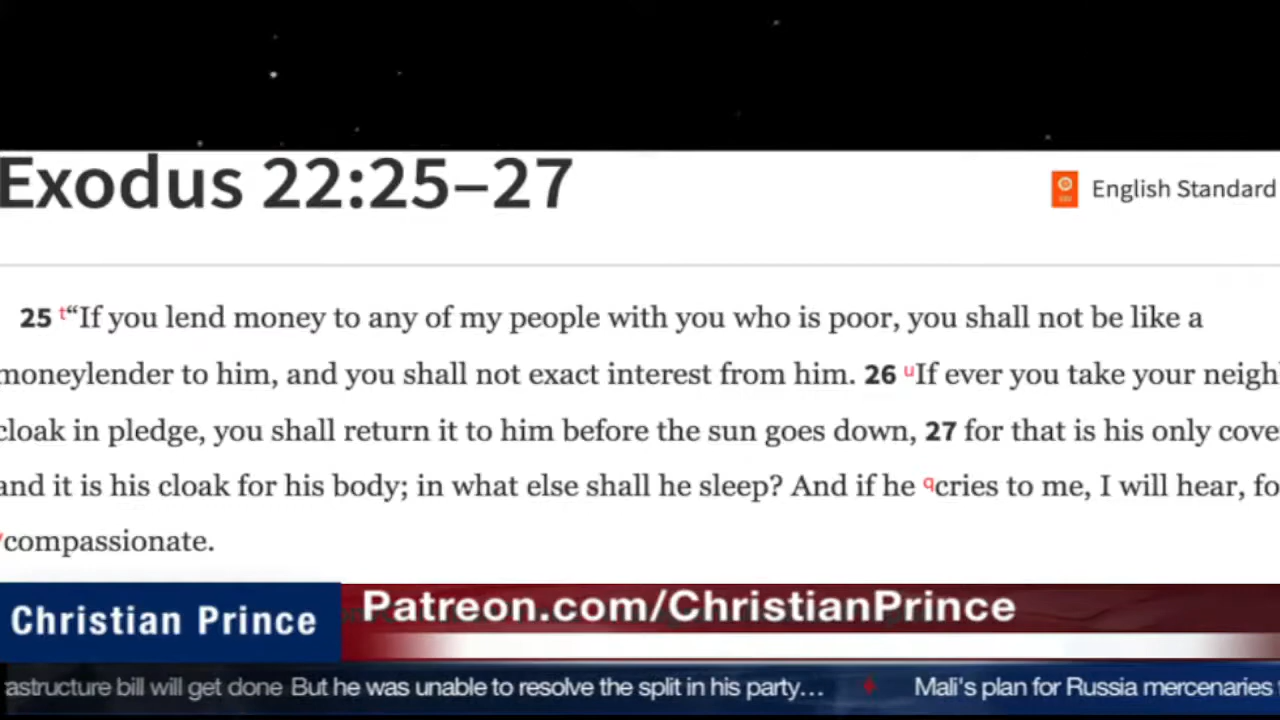 Exodus 22:25–27
English Standard
25 t“If you lend money to any of my people with you who is poor, you shall not be like a
moneylender to him, and you shall not exact interest from him. 26 uIf ever you take your
cloak in pledge, you shall return it to him before the sun goes down, 27 for that is his only
and it is his cloak for his body; in what else shall he sleep? And if he qcries to me, I will hear,
compassionate.
Christian Prince
Patreon.com/ChristianPrince
bill will get done But he was unable to resolve the split in his party...
Mali's plan for Russia mercenaries